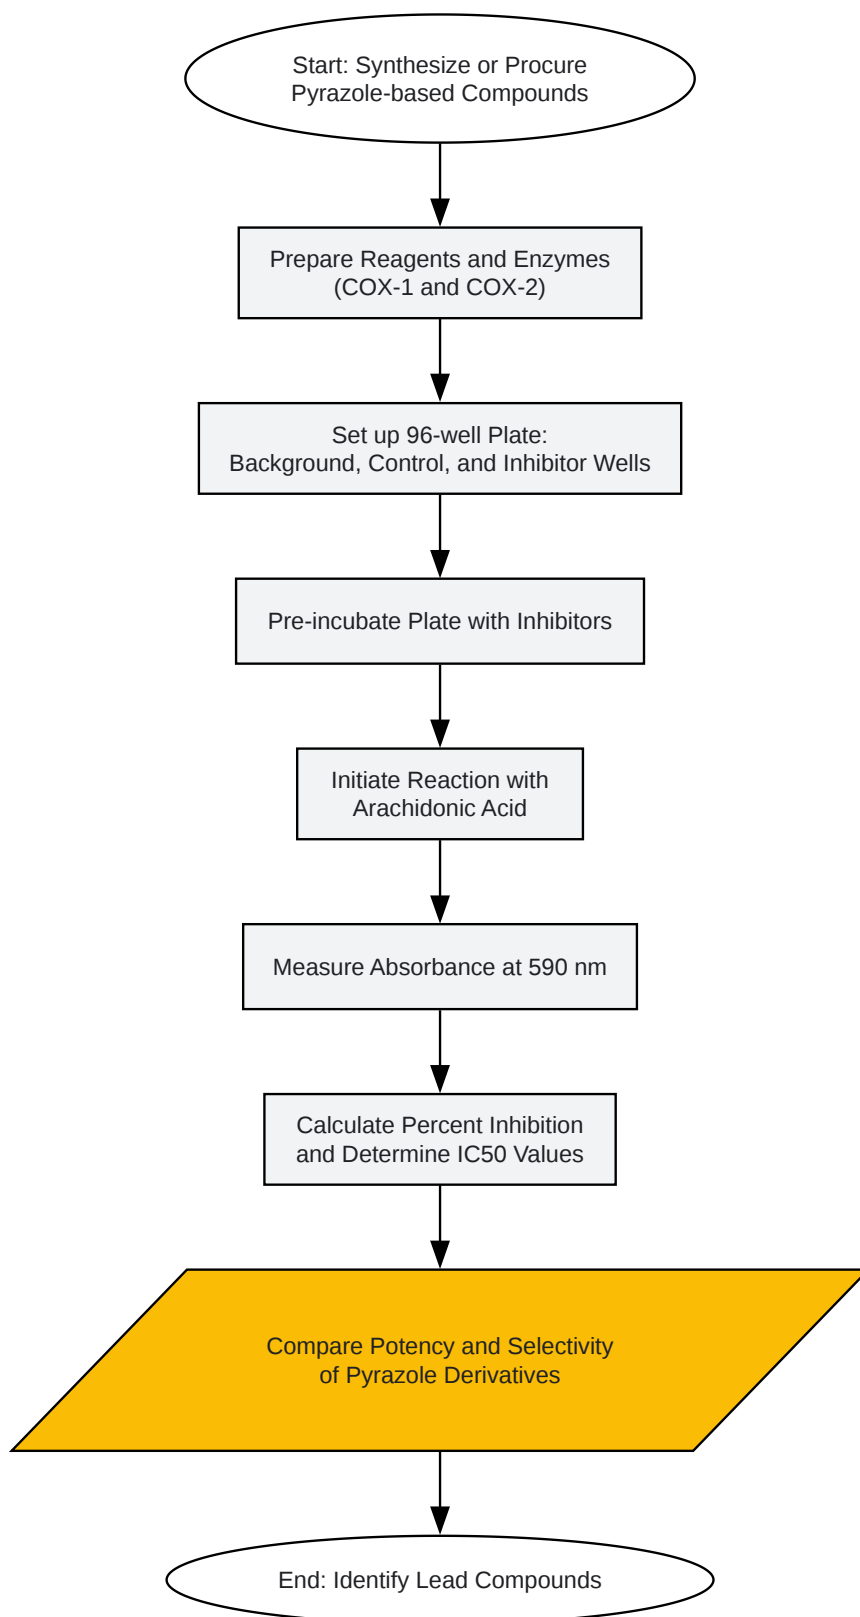 Start: Synthesize or Procure
Pyrazole-based Compounds
Prepare Reagents and Enzymes
(COX-1 and COX-2)
Set up 96-well Plate:
Background, Control, and Inhibitor Wells
Pre-incubate Plate with Inhibitors
Initiate Reaction with
Arachidonic Acid
Measure Absorbance at 590 nm
Calculate Percent Inhibition
and Determine IC50 Values
Compare Potency and Selectivity
of Pyrazole Derivatives
End: Identify Lead Compounds